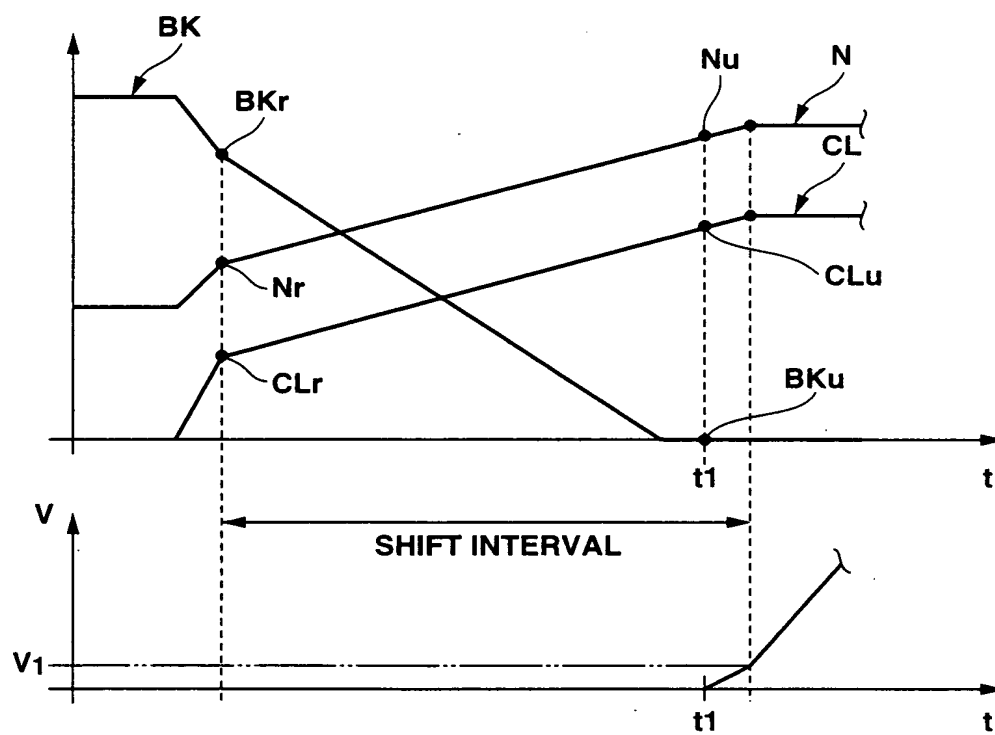 BK
BKr
Nu
N
CL
Nr
CLu
CLr
BKu
t1
t
V
SHIFT INTERVAL
V1
t1
t